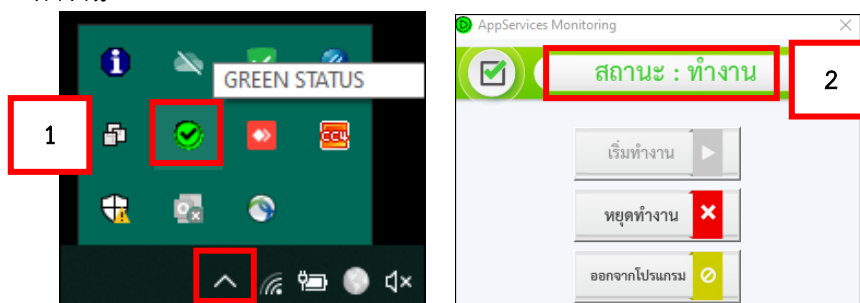 GREEN STATUS
1
CC4
AppServices Monitoring
สถานะ : ทำงาน
2
เริ่มทำงาน
หยุดทำงาน
ออกจากโปรแกรม